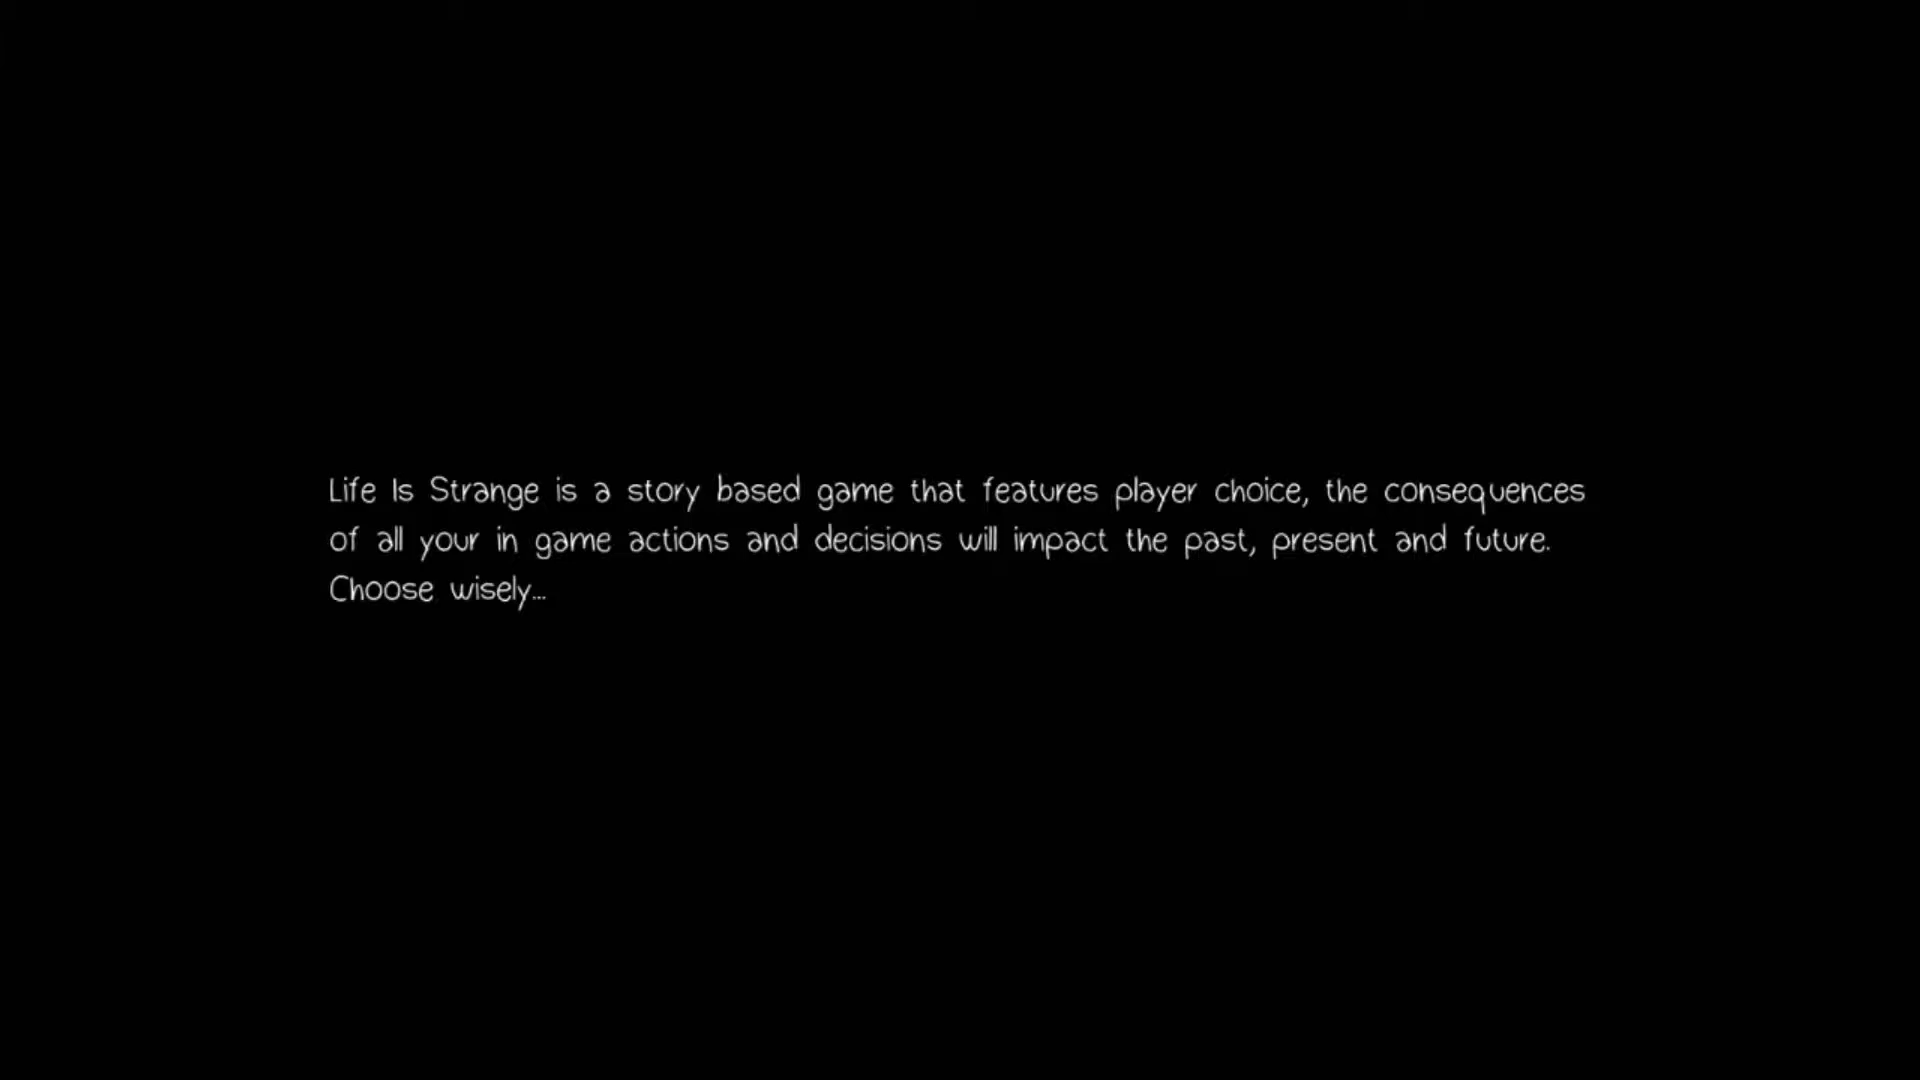 Life Is Strange is a story based game that features player choice, the consequences
of all your in game actions and decisions will impact the past, present and future.
Choose wisely...